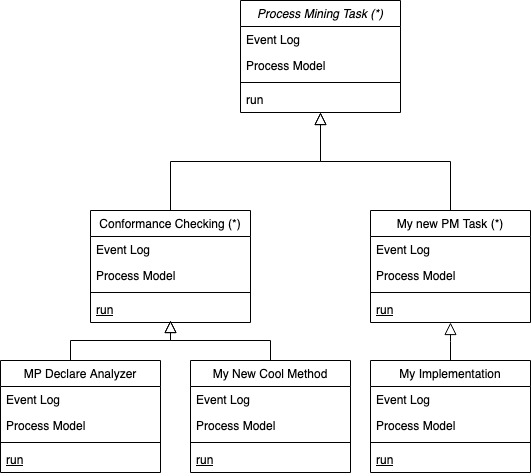 Process Mining Task (*)
Event Log
Process Model
run
Conformance Checking (*)
Event Log
Process Model
run
My new PM Task (*)
Event Log
Process Model
run
MP Declare Analyzer
Event Log
Process Model
run
My New Cool Method
Event Log
Process Model
run
My Implementation
Event Log
Process Model
run